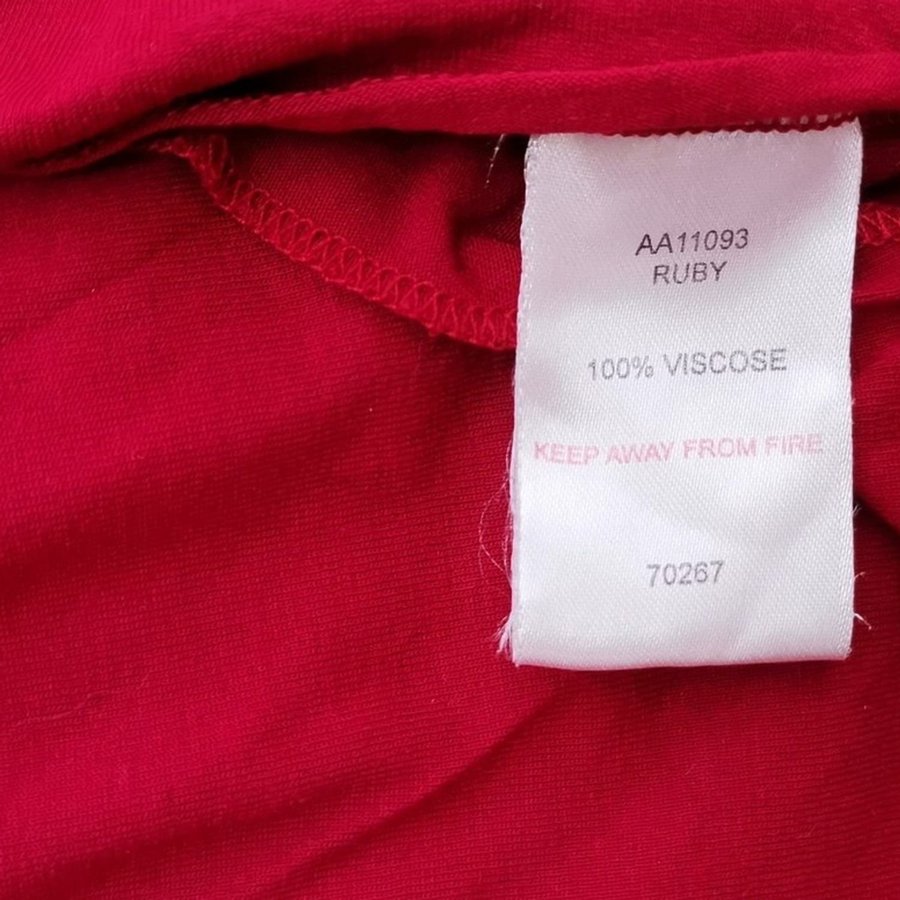 AA11093
RUBY
100% VISCOSE
KEEP AWAY FROM FIRE
70267